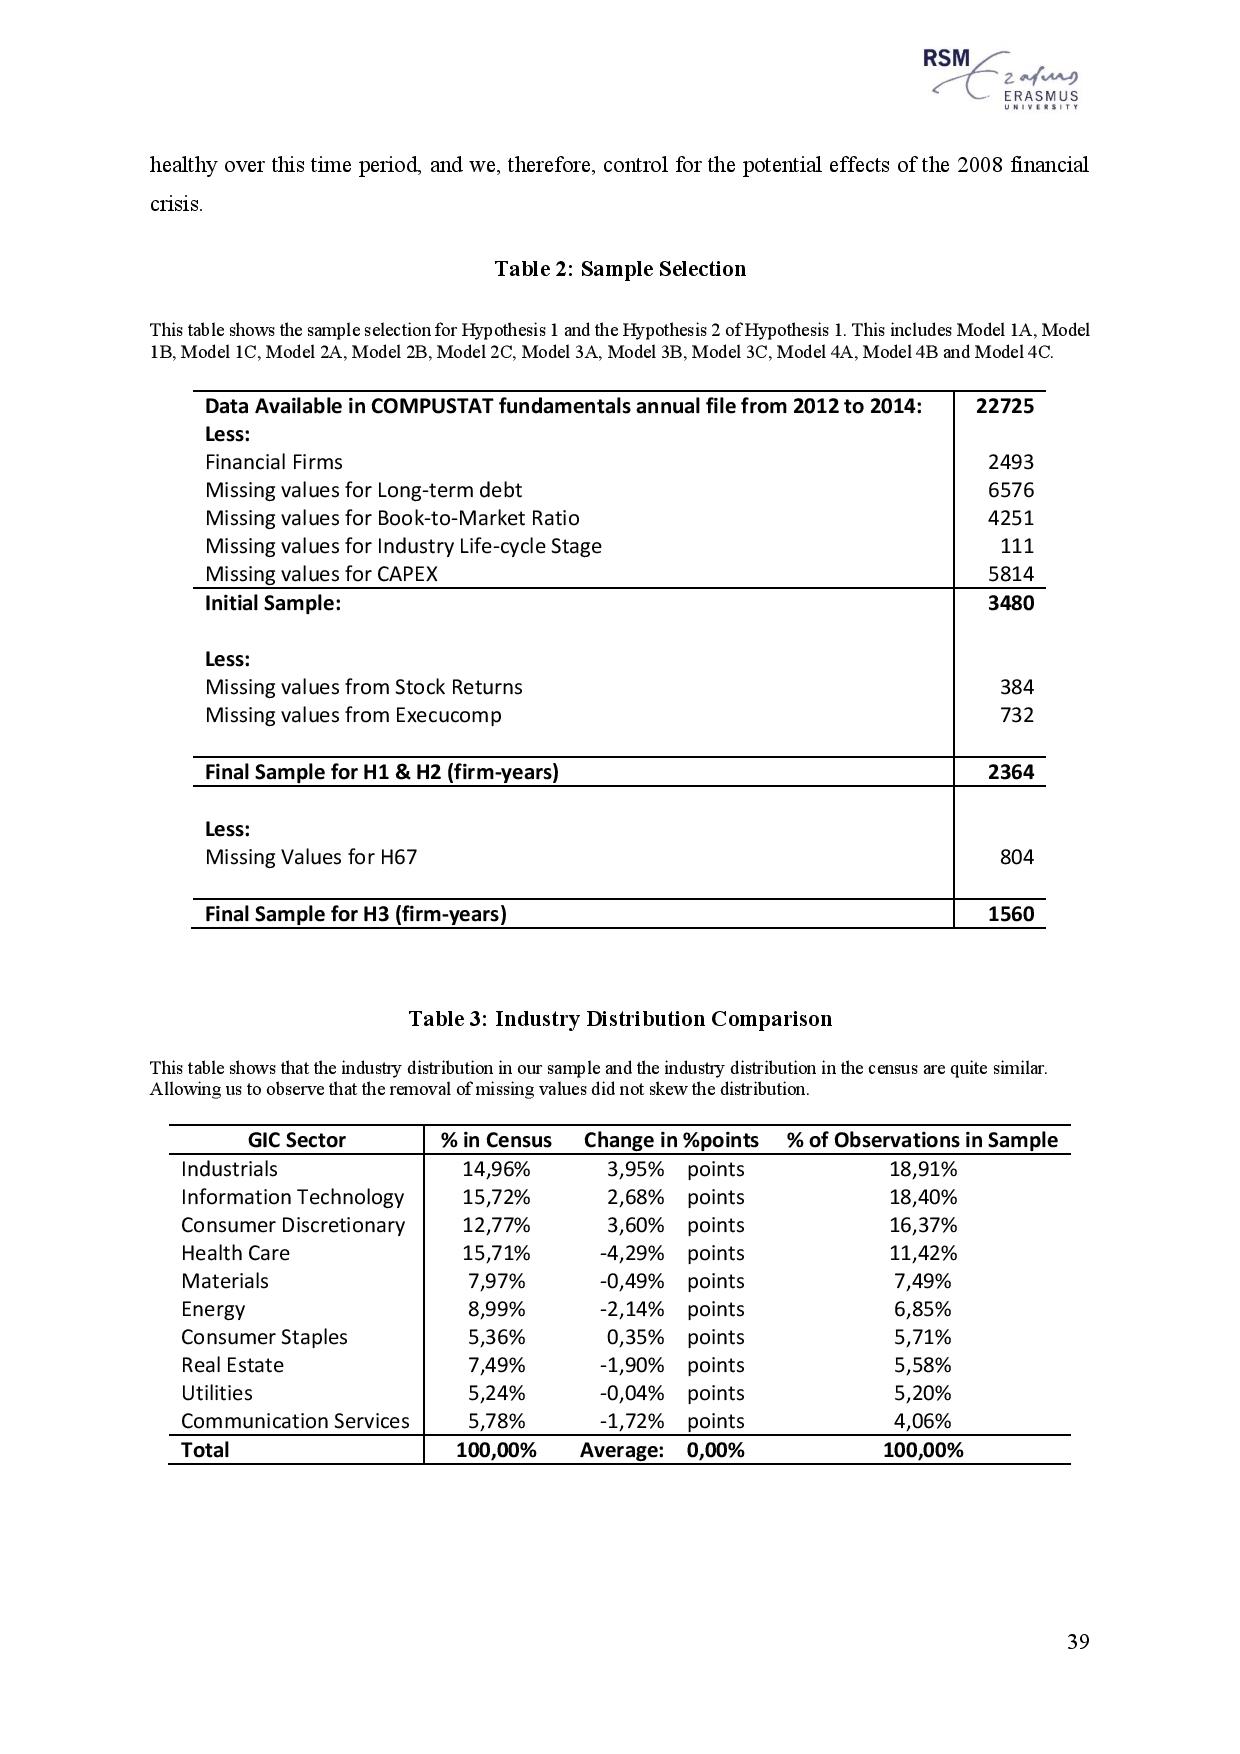 RSM
Erasmus
ERASMUS
UNIVERSITY
healthy over this time period, and we, therefore, control for the potential effects of the 2008 financial
crisis.
Table 2: Sample Selection
This table shows the sample selection for Hypothesis 1 and the Hypothesis 2 of Hypothesis 1. This includes Model 1A, Model
1B, Model 1C, Model 2A, Model 2B, Model 2C, Model 3A, Model 3B, Model 3C, Model 4A, Model 4B and Model 4C.
Data Available in COMPUSTAT fundamentals annual file from 2012 to 2014: 22725
Less:
Financial Firms 2493
Missing values for Long-term debt 6576
Missing values for Book-to-Market Ratio 4251
Missing values for Industry Life-cycle Stage 111
Missing values for CAPEX 5814
Initial Sample: 3480
Less:
Missing values from Stock Returns 384
Missing values from Execucomp 732
Final Sample for H1 & H2 (firm-years) 2364
Less:
Missing Values for H67 804
Final Sample for H3 (firm-years) 1560
Table 3: Industry Distribution Comparison
This table shows that the industry distribution in our sample and the industry distribution in the census are quite similar.
Allowing us to observe that the removal of missing values did not skew the distribution.
GIC Sector % in Census Change in %points % of Observations in Sample
Industrials 14,96% 3,95% points 18,91%
Information Technology 15,72% 2,68% points 18,40%
Consumer Discretionary 12,77% 3,60% points 16,37%
Health Care 15,71% -4,29% points 11,42%
Materials 7,97% -0,49% points 7,49%
Energy 8,99% -2,14% points 6,85%
Consumer Staples 5,36% 0,35% points 5,71%
Real Estate 7,49% -1,90% points 5,58%
Utilities 5,24% -0,04% points 5,20%
Communication Services 5,78% -1,72% points 4,06%
Total 100,00% Average: 0,00% 100,00%
39